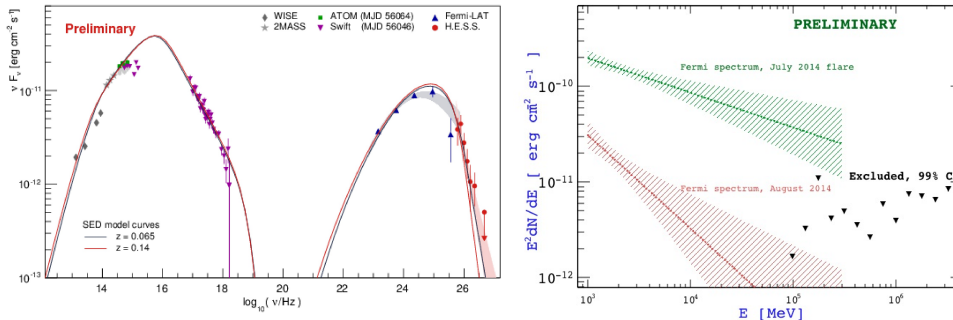 ν Fν [erg cm⁻² s⁻¹]
Preliminary
WISE
2MASS
ATOM (MJD 56064)
Swift (MJD 56046)
Fermi-LAT
H.E.S.S.
10⁻¹⁰
10⁻¹¹
10⁻¹²
10⁻¹³
SED model curves
z = 0.065
z = 0.14
14 16 18 20 22 24 26
log₁₀(ν/Hz)
PRELIMINARY
E²dN/dE [ erg cm⁻² s⁻¹ ]
Fermi spectrum, July 2014 flare
10⁻¹⁰
10⁻¹¹
Excluded, 99% C
Fermi spectrum, August 2014
10⁻¹²
10³ 10⁴ 10⁵ 10⁶
E [MeV]